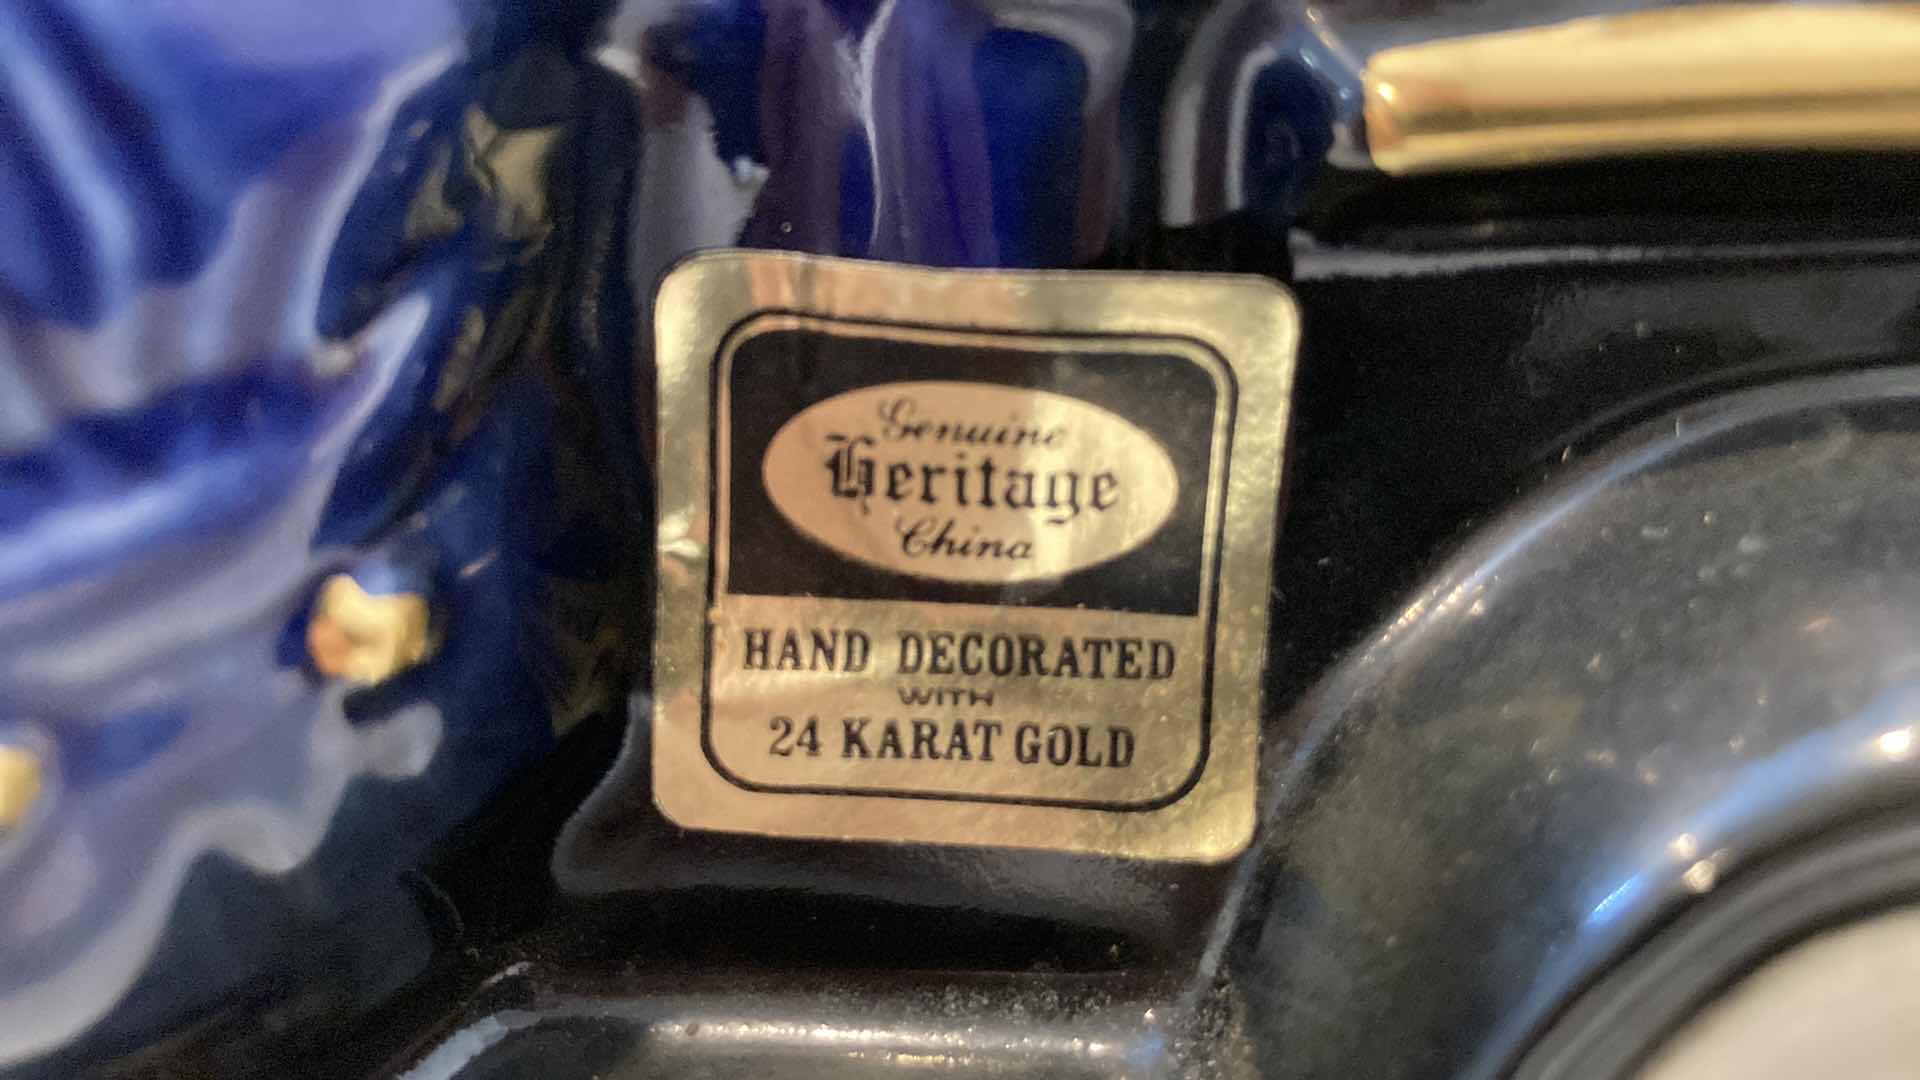 Genuine
Heritage
China
HAND DECORATED
WITH
24 KARAT GOLD